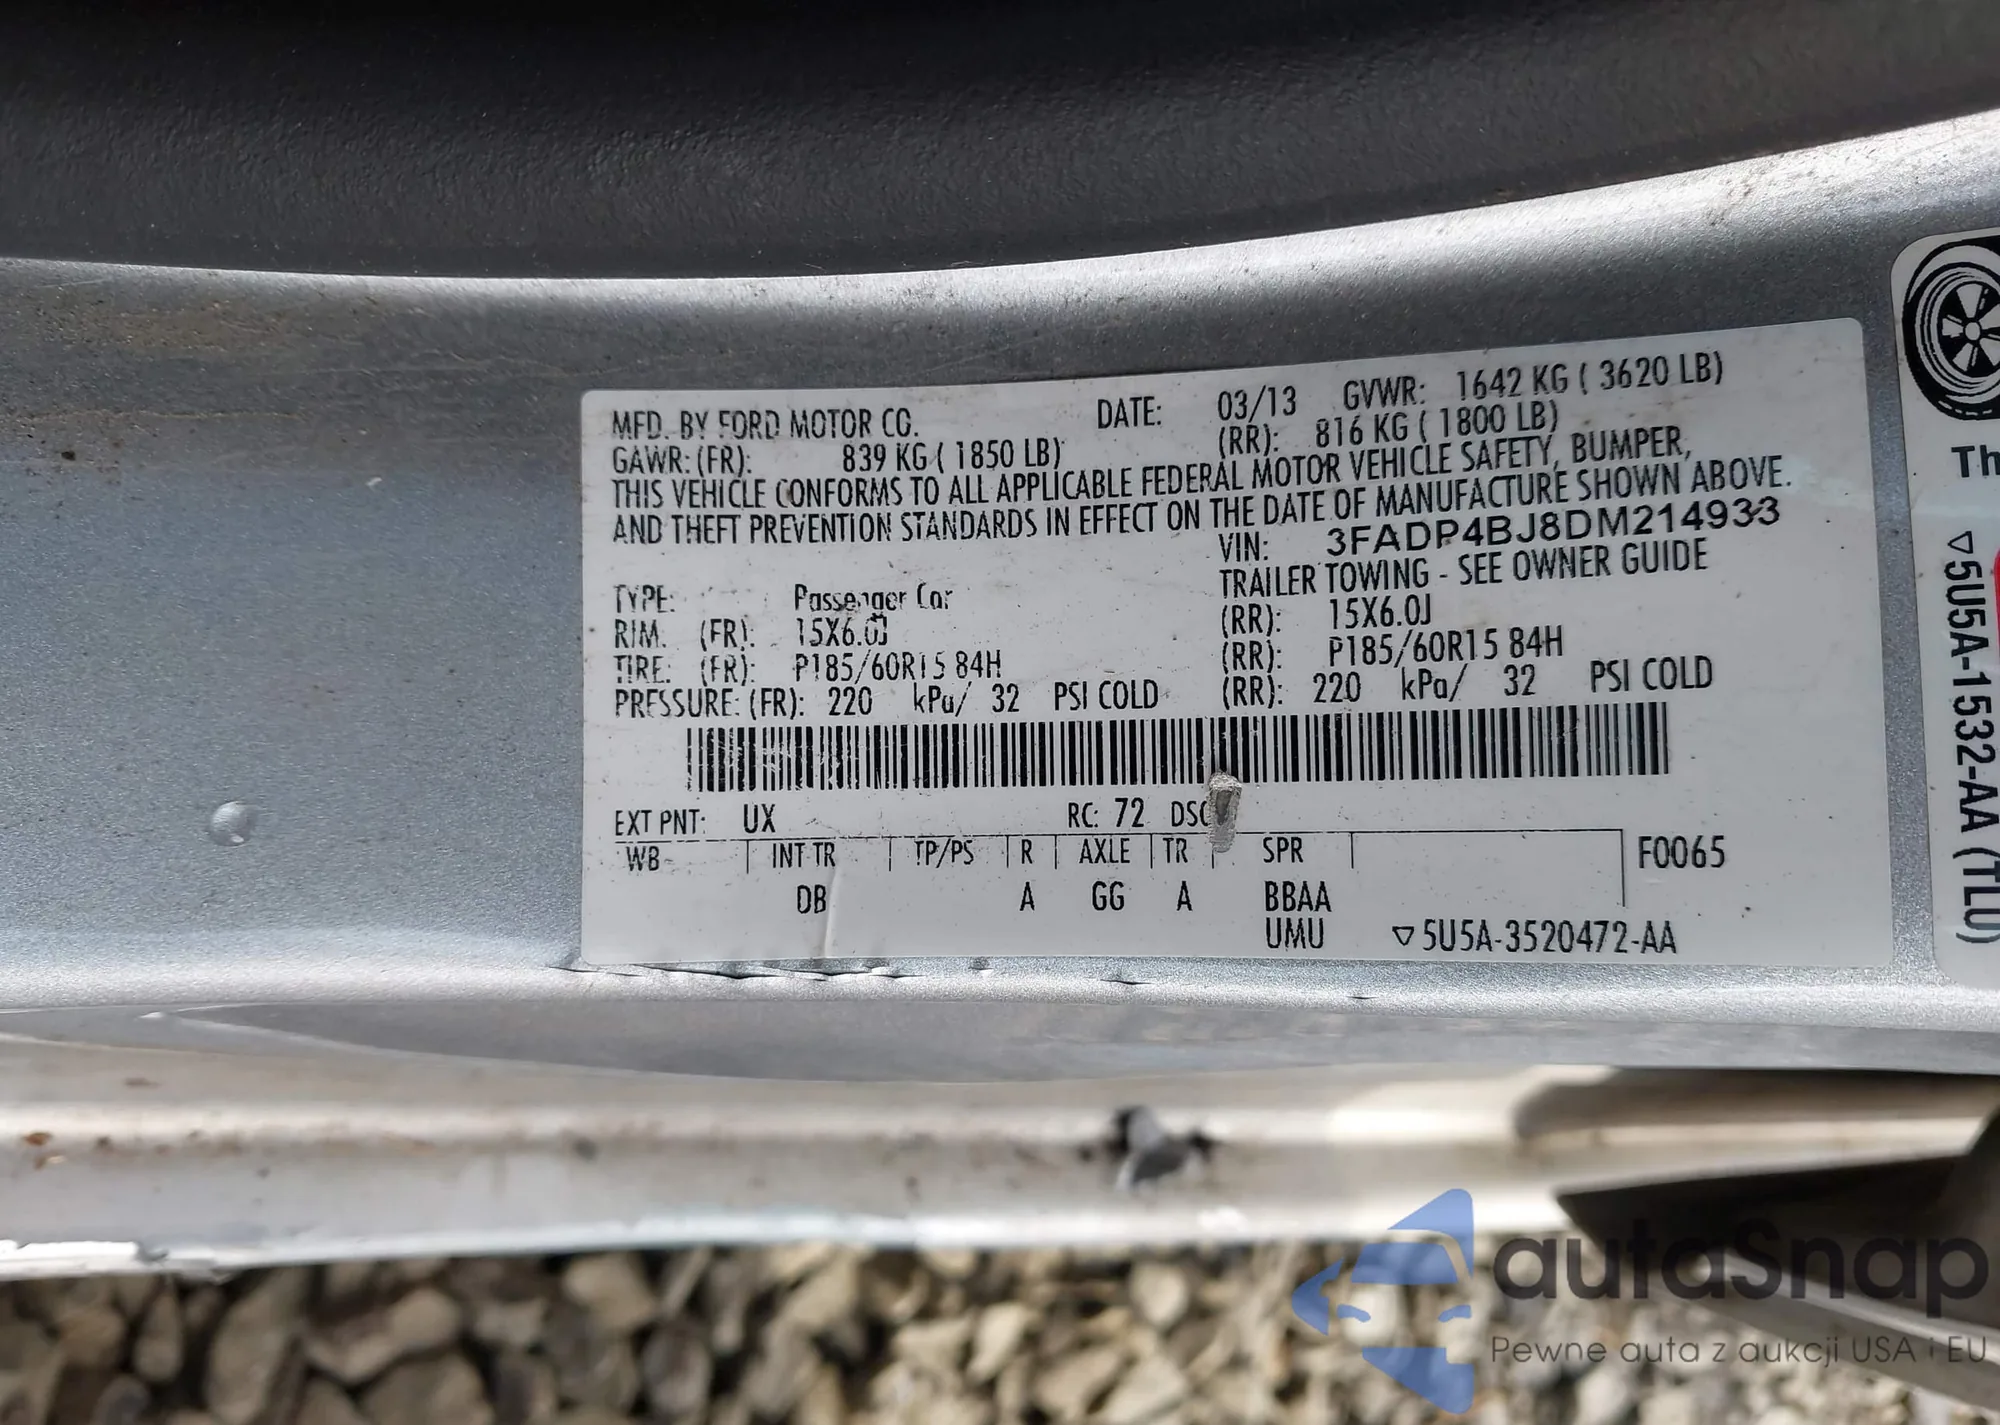 MFD. BY FORD MOTOR CO. DATE: 03/13 GVWR: 1642 KG ( 3620 LB)
GAWR: (FR): 839 KG ( 1850 LB) (RR): 816 KG ( 1800 LB)
THIS VEHICLE CONFORMS TO ALL APPLICABLE FEDERAL MOTOR VEHICLE SAFETY, BUMPER,
AND THEFT PREVENTION STANDARDS IN EFFECT ON THE DATE OF MANUFACTURE SHOWN ABOVE.
VIN: 3FADP4BJ8DM214933
TYPE: Passenger Car TRAILER TOWING - SEE OWNER GUIDE
RIM: (FR): 15X6.0J (RR): 15X6.0J
TIRE: (FR): P185/60R15 84H (RR): P185/60R15 84H
PRESSURE: (FR): 220 kPa/ 32 PSI COLD (RR): 220 kPa/ 32 PSI COLD
EXT PNT: UX RC: 72 DSO
WB INT TR TP/PS R AXLE TR SPR F0065
DB A GG A BBAA
UMU ▽5U5A-3520472-AA
Th
▽5U5A-1532-AA (TLU)
autaSnap
Pewne auta z aukcji USA i EU